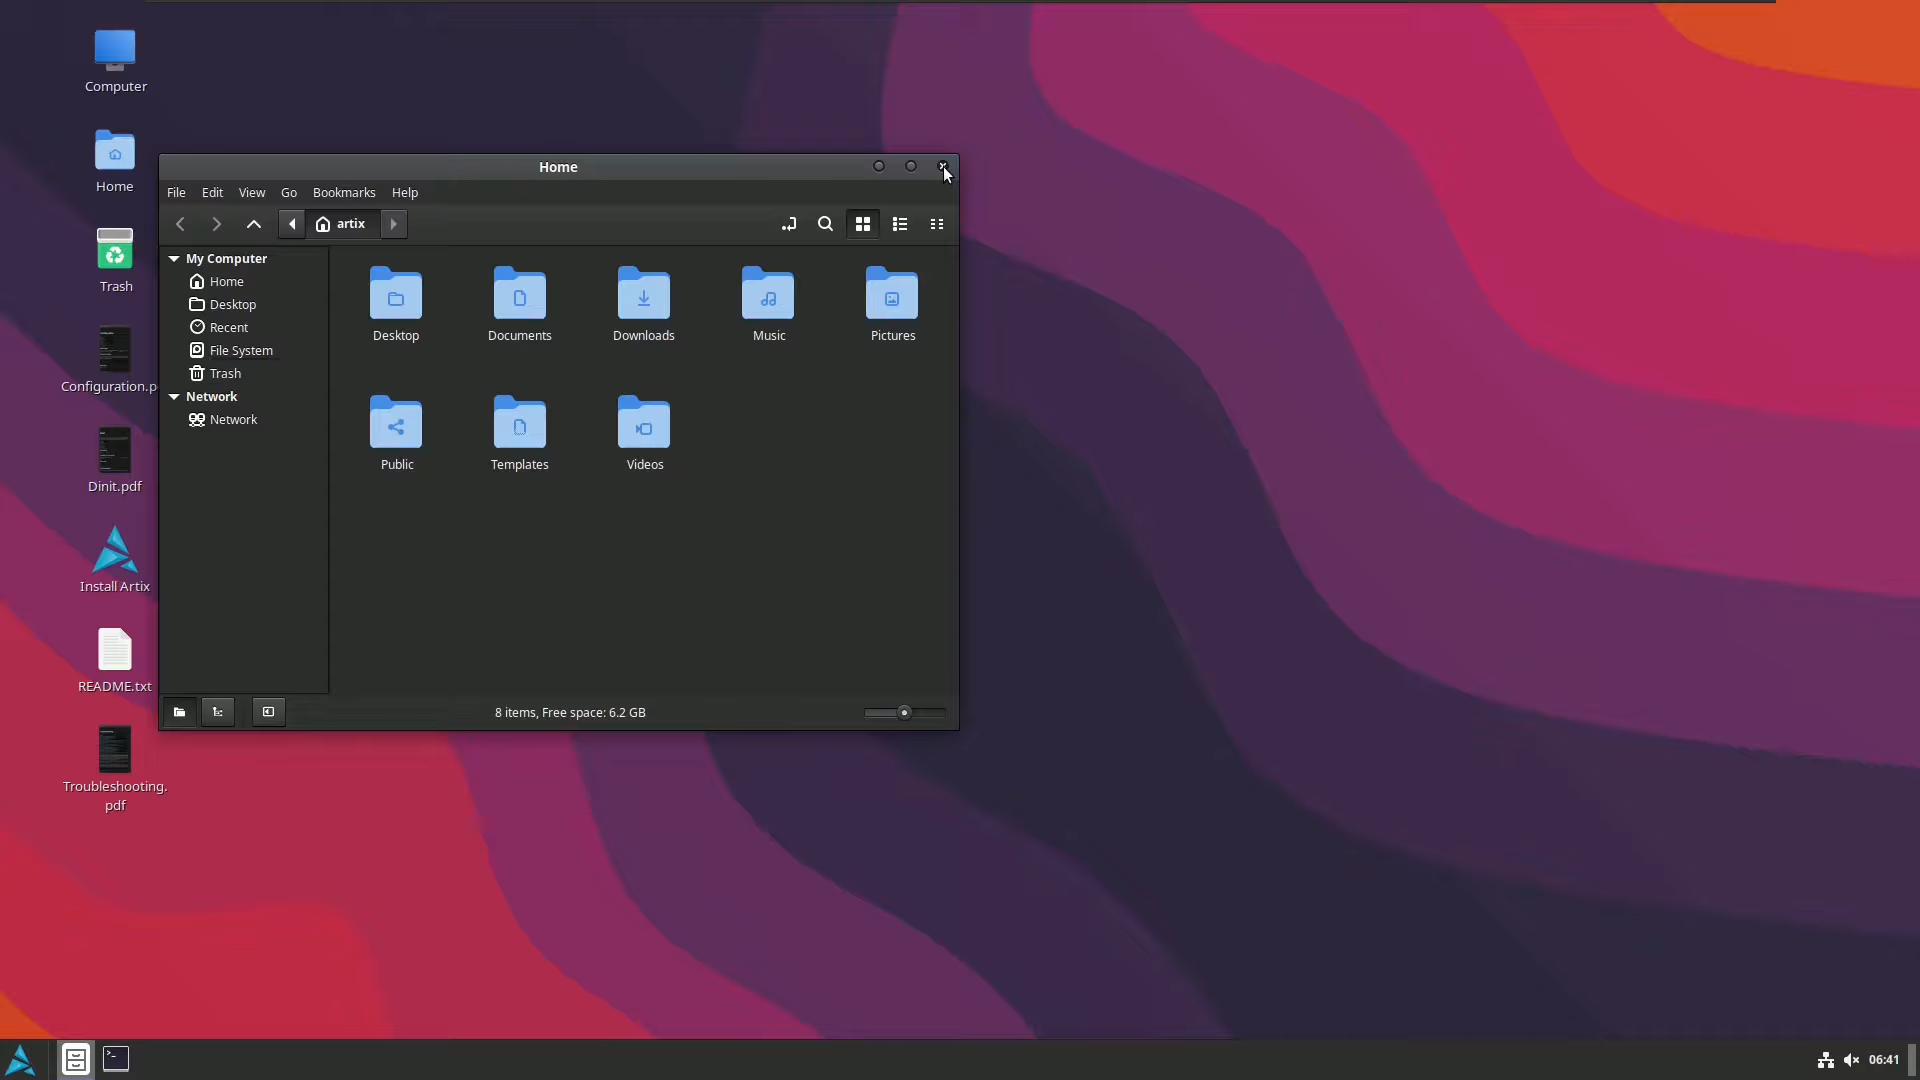 Computer
Home
Trash
Configuration.p
Dinit.pdf
Install Artix
README.txt
Troubleshooting.
pdf
Home
File Edit View Go Bookmarks Help
artix
My Computer
Home
Desktop
Recent
File System
Trash
Network
Network
Desktop Documents Downloads Music Pictures
Public Templates Videos
8 items, Free space: 6.2 GB
06:41